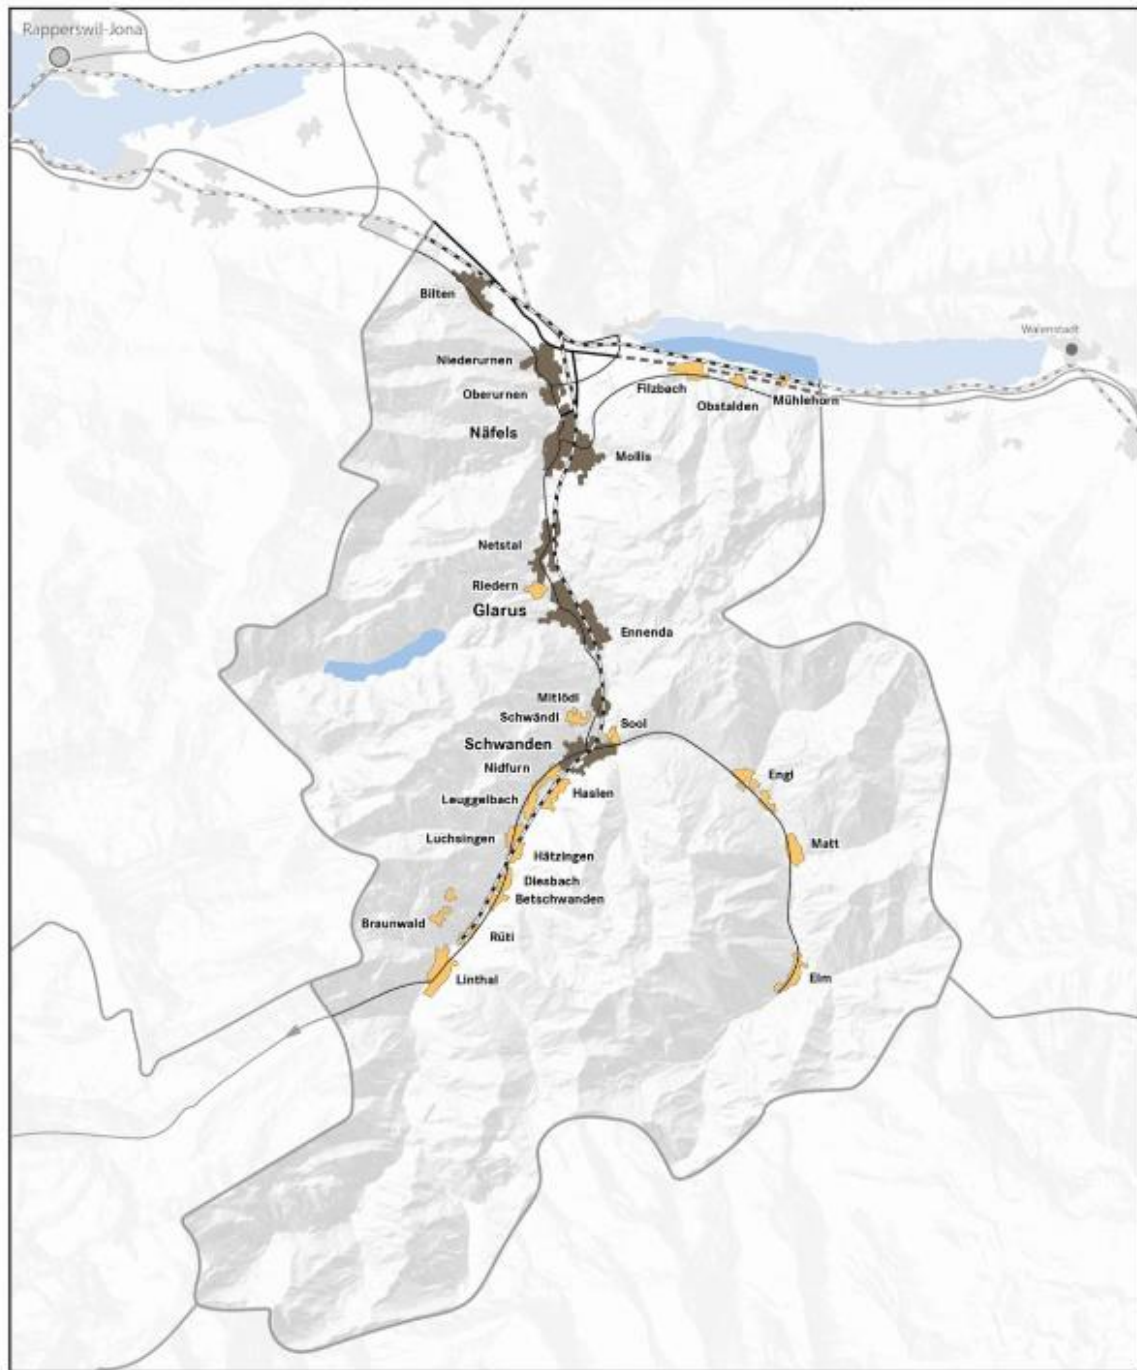 Rapperswil-Jona
Bilten
Walenstadt
Niederurnen
Filzbach
Oberurnen
Obstalden
Mühlehorn
Näfels
Mollis
Netstal
Riedern
Glarus
Ennenda
Mitlödi
Schwändi
Sool
Schwanden
Nidfurn
Engi
Leuggelbach
Haslen
Luchsingen
Matt
Hätzingen
Diesbach
Betschwanden
Braunwald
Rüti
Linthal
Elm